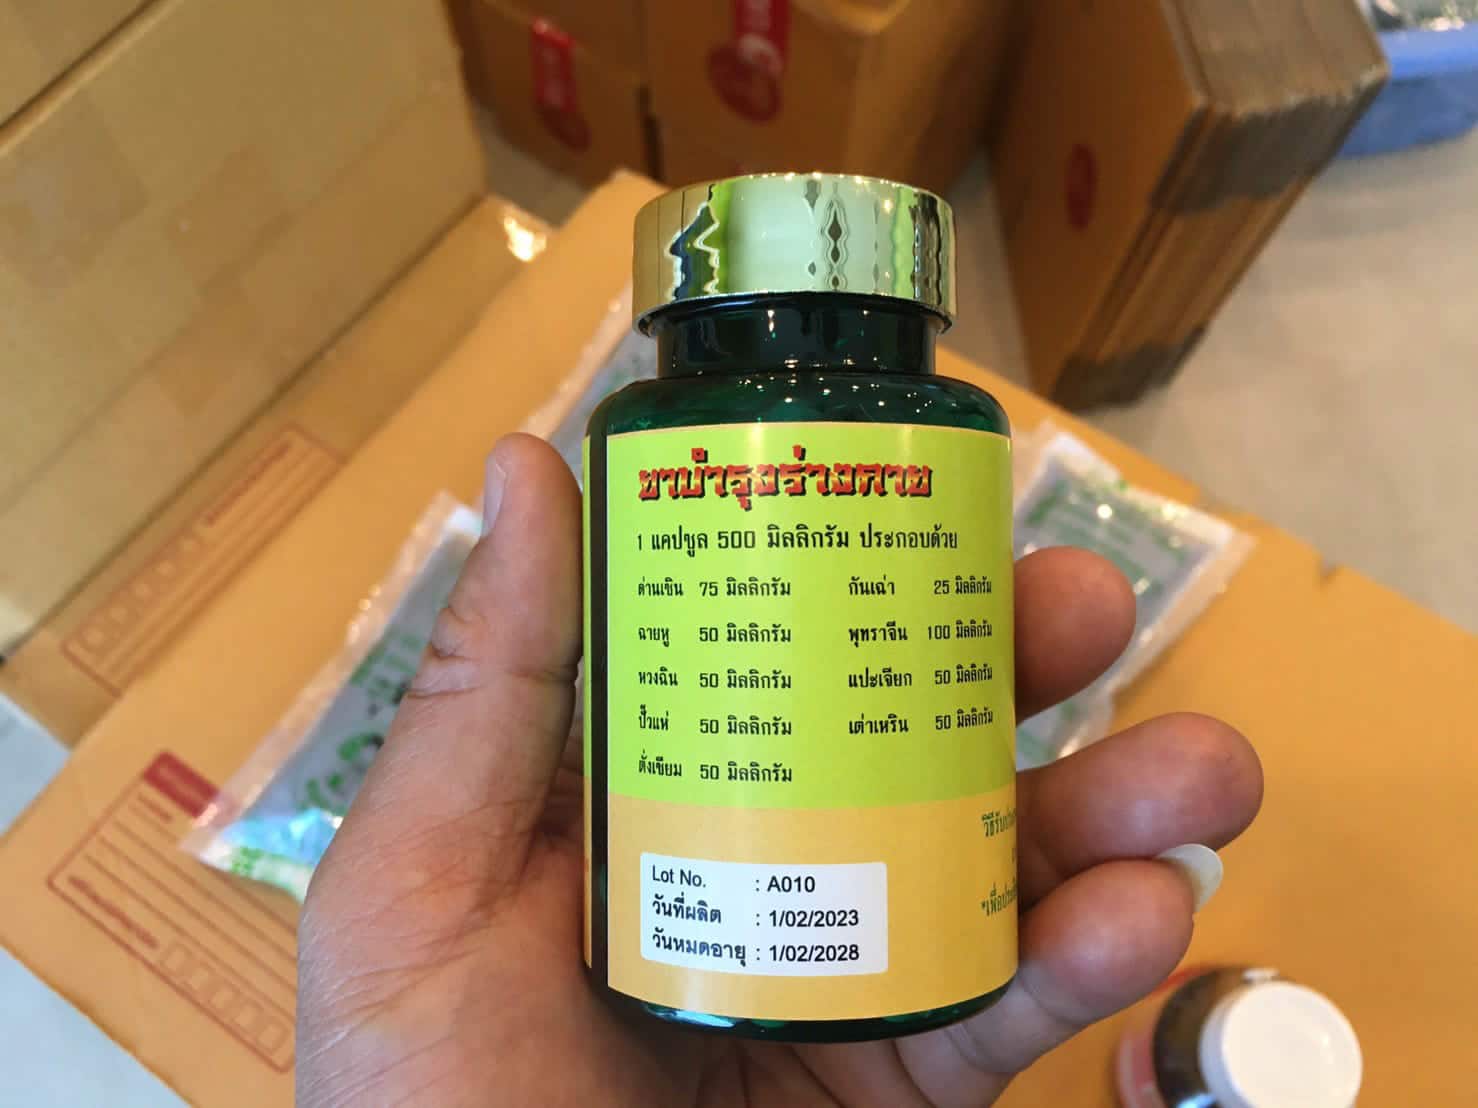 ยาบำรุงร่างกาย
1 แคปซูล 500 มิลลิกรัม ประกอบด้วย
ด่านเซิน 75 มิลลิกรัม กันเฉ่า 25 มิลลิกรัม
ฉายหู 50 มิลลิกรัม พุทราจีน 100 มิลลิกรัม
หวงฉิน 50 มิลลิกรัม แปะเจียก 50 มิลลิกรัม
ปั๊วแห่ 50 มิลลิกรัม เต่าเหริน 50 มิลลิกรัม
ตั่งเซียม 50 มิลลิกรัม
Lot No. : A010
วันที่ผลิต : 1/02/2023
วันหมดอายุ : 1/02/2028